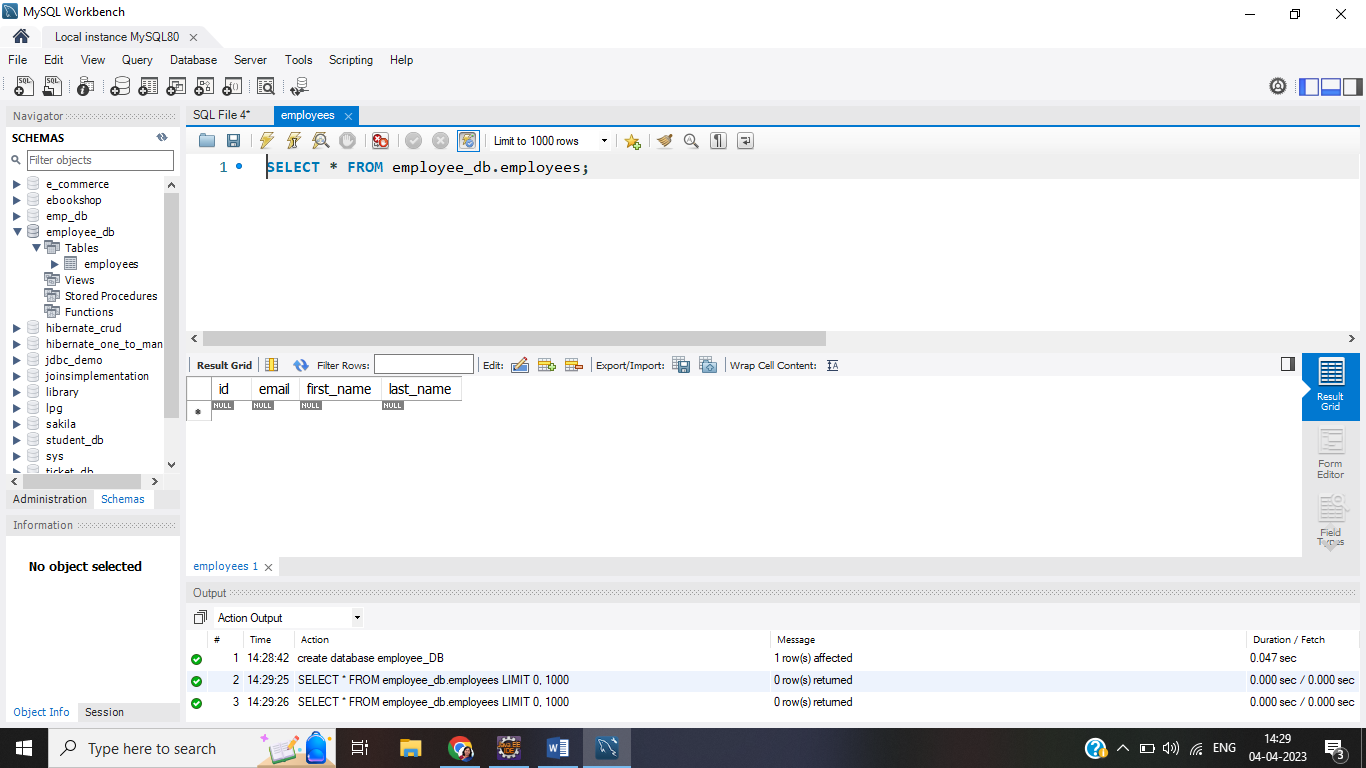 MySQL Workbench
Local instance MySQL80
File Edit View Query Database Server Tools Scripting Help
Navigator
SCHEMAS
Filter objects
e_commerce
ebookshop
emp_db
employee_db
Tables
employees
Views
Stored Procedures
Functions
hibernate_crud
hibernate_one_to_man
jdbc_demo
joinsimplementation
library
lpg
sakila
student_db
sys
ticket_db
Administration Schemas
Information
No object selected
Object Info Session
SQL File 4* employees
Limit to 1000 rows
1 SELECT * FROM employee_db.employees;
Result Grid Filter Rows: Edit: Export/Import: Wrap Cell Content:
id email first_name last_name
* NULL NULL NULL NULL
Result Grid
Form Editor
Field Types
employees 1
Output
Action Output
# Time Action Message Duration / Fetch
1 14:28:42 create database employee_DB 1 row(s) affected 0.047 sec
2 14:29:25 SELECT * FROM employee_db.employees LIMIT 0, 1000 0 row(s) returned 0.000 sec / 0.000 sec
3 14:29:26 SELECT * FROM employee_db.employees LIMIT 0, 1000 0 row(s) returned 0.000 sec / 0.000 sec
Type here to search
ENG
14:29
04-04-2023
3